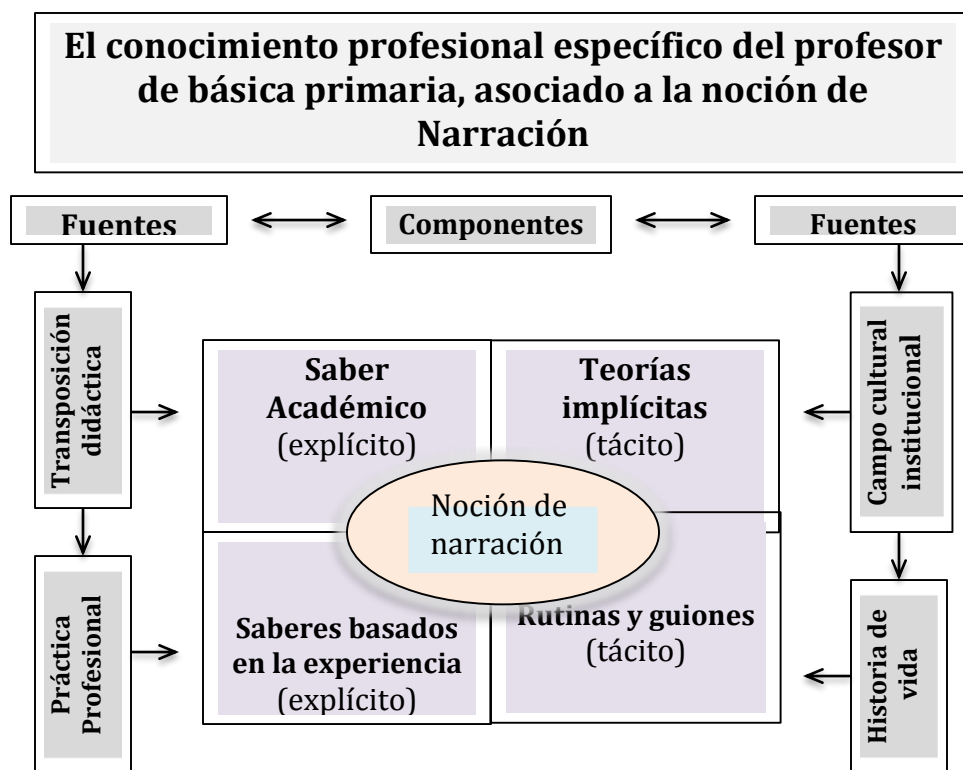 El conocimiento profesional específico del profesor
de básica primaria, asociado a la noción de
Narración
Fuentes
Componentes
Fuentes
Transposición
didáctica
Saber
Académico
(explícito)
Teorías
implícitas
(tácito)
Campo cultural
institucional
Noción de
narración
Práctica
Profesional
Saberes basados
en la experiencia
(explícito)
Rutinas y guiones
(tácito)
Historia de
vida